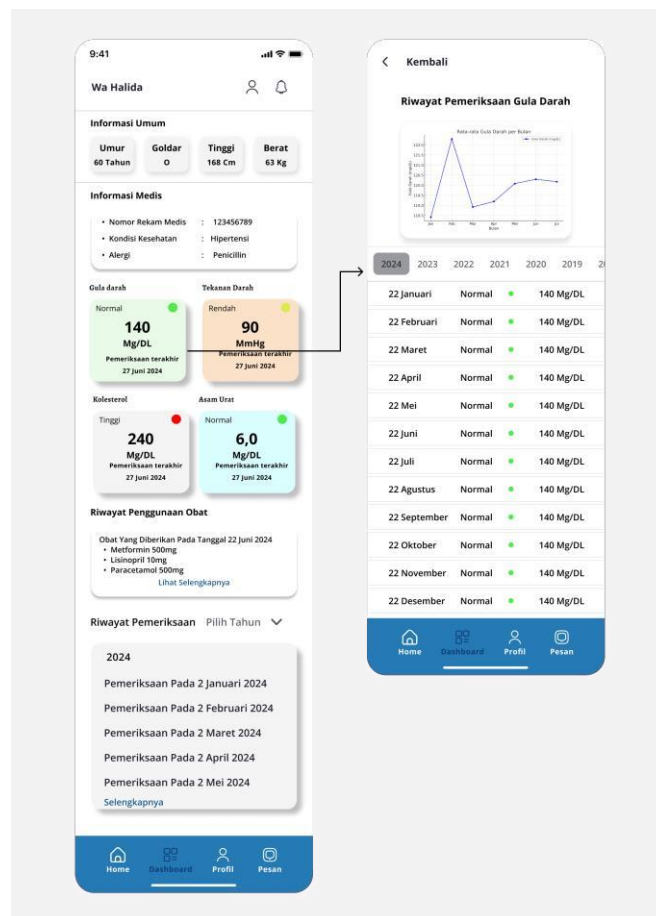 9:41
Wa Halida
Informasi Umum
Umur Goldar Tinggi Berat
60 Tahun O 168 Cm 63 Kg
Informasi Medis
• Nomor Rekam Medis : 123456789
• Kondisi Kesehatan : Hipertensi
• Alergi : Penicillin
Gula darah Tekanan Darah
Normal Rendah
140 90
Mg/DL MmHg
Pemeriksaan terakhir Pemeriksaan terakhir
27 Juni 2024 27 Juni 2024
Kolesterol Asam Urat
Tinggi Normal
240 6,0
Mg/DL Mg/DL
Pemeriksaan terakhir Pemeriksaan terakhir
27 Juni 2024 27 Juni 2024
Riwayat Penggunaan Obat
Obat Yang Diberikan Pada Tanggal 22 Juni 2024
• Metformin 500mg
• Lisinopril 10mg
• Paracetamol 500mg
Lihat Selengkapnya
Riwayat Pemeriksaan Pilih Tahun
2024
Pemeriksaan Pada 2 Januari 2024
Pemeriksaan Pada 2 Februari 2024
Pemeriksaan Pada 2 Maret 2024
Pemeriksaan Pada 2 April 2024
Pemeriksaan Pada 2 Mei 2024
Selengkapnya
Home Dashboard Profil Pesan
Kembali
Riwayat Pemeriksaan Gula Darah
Rata-rata Gula Darah per Bulan
Bulan
2024 2023 2022 2021 2020 2019
22 Januari Normal 140 Mg/DL
22 Februari Normal 140 Mg/DL
22 Maret Normal 140 Mg/DL
22 April Normal 140 Mg/DL
22 Mei Normal 140 Mg/DL
22 Juni Normal 140 Mg/DL
22 Juli Normal 140 Mg/DL
22 Agustus Normal 140 Mg/DL
22 September Normal 140 Mg/DL
22 Oktober Normal 140 Mg/DL
22 November Normal 140 Mg/DL
22 Desember Normal 140 Mg/DL
Home Dashboard Profil Pesan